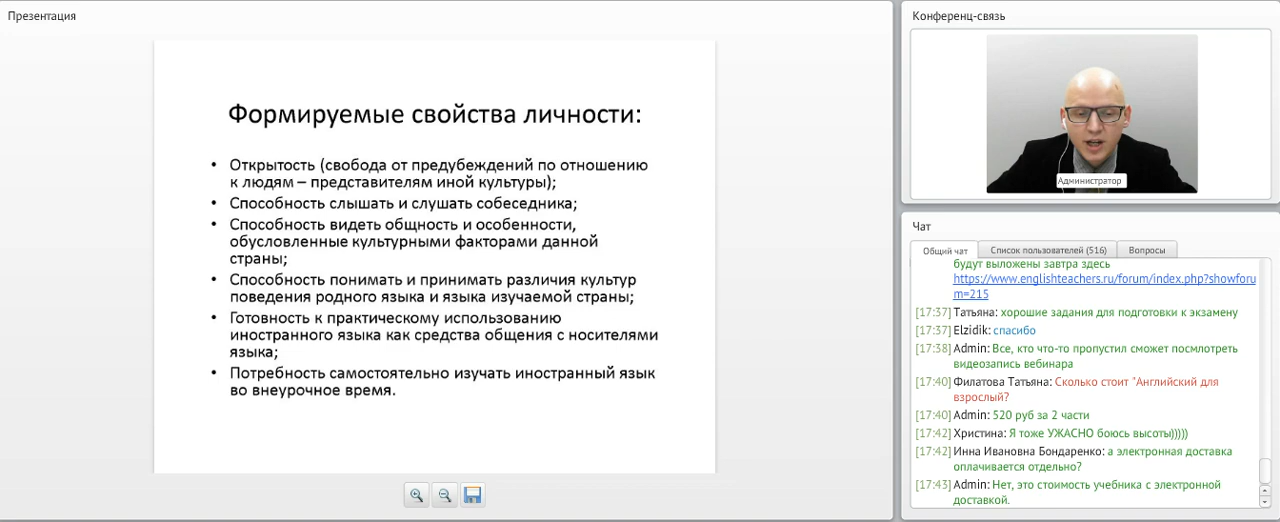 Презентация
Формируемые свойства личности:
• Открытость (свобода от предубеждений по отношению
к людям – представителям иной культуры);
• Способность слышать и слушать собеседника;
• Способность видеть общность и особенности,
обусловленные культурными факторами данной
страны;
• Способность понимать и принимать различия культур
поведения родного языка и языка изучаемой страны;
• Готовность к практическому использованию
иностранного языка как средства общения с носителями
языка;
• Потребность самостоятельно изучать иностранный язык
во внеурочное время.
Конференц-связь
Администратор
Чат
Общий чат
Список пользователей (516)
Вопросы
будут выложены завтра здесь
https://www.englishteachers.ru/forum/index.php?showforu
m=215
[17:37] Татьяна: хорошие задания для подготовки к экзамену
[17:37] Elzidik: спасибо
[17:38] Admin: Все, кто что-то пропустил сможет посмлотреть
видеозапись вебинара
[17:40] Филатова Татьяна: Сколько стоит "Английский для
взрослый?
[17:40] Admin: 520 руб за 2 части
[17:42] Христина: Я тоже УЖАСНО боюсь высоты)))))
[17:42] Инна Ивановна Бондаренко: а электронная доставка
оплачивается отдельно?
[17:43] Admin: Нет, это стоимость учебника с электронной
доставкой.